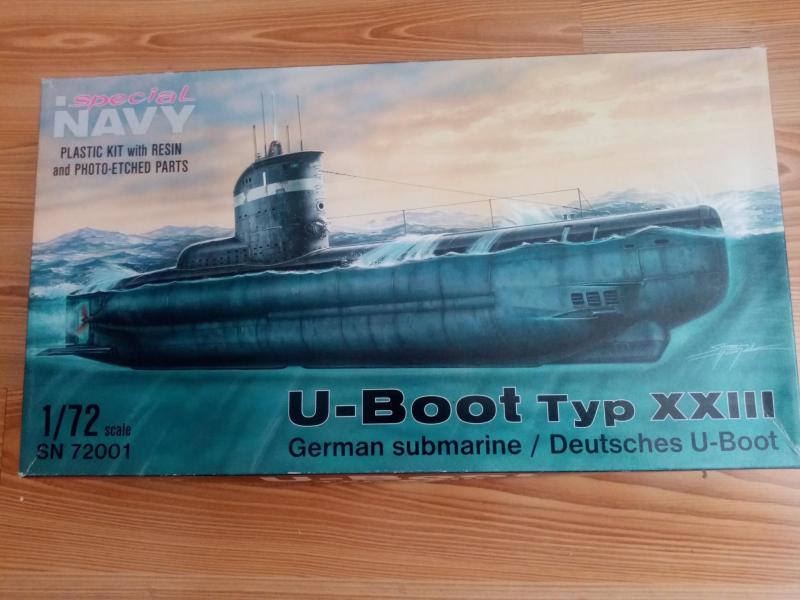 special
NAVY
PLASTIC KIT with RESIN
and PHOTO-ETCHED PARTS
1/72 scale
SN 72001
U-Boot Typ XXIII
German submarine / Deutsches U-Boot